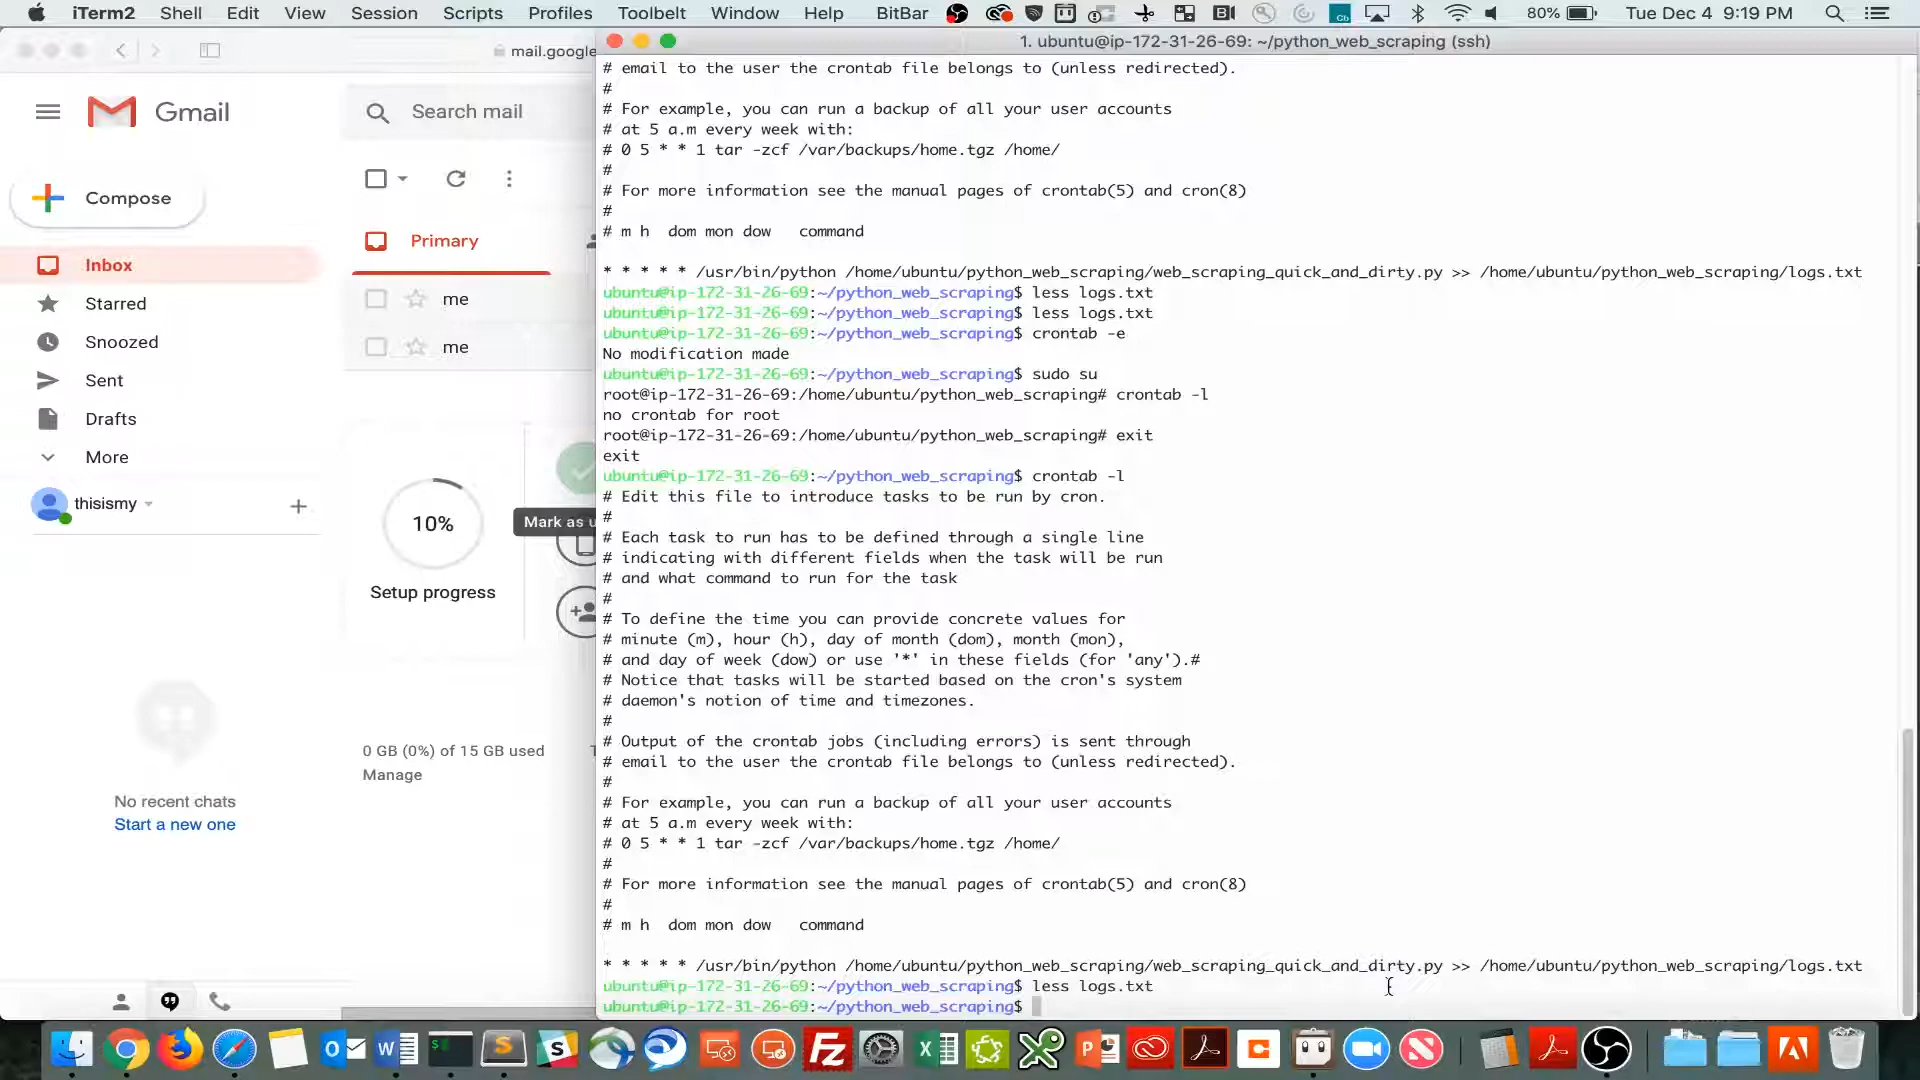 iTerm2 Shell Edit View Session Scripts Profiles Toolbelt Window Help BitBar 80% Tue Dec 4 9:19 PM
mail.google
1. ubuntu@ip-172-31-26-69: ~/python_web_scraping (ssh)
Gmail
Search mail
Compose
Primary
Inbox
Starred
me
Snoozed
me
Sent
Drafts
More
thisismy
10%
Mark as u
Setup progress
0 GB (0%) of 15 GB used
Manage
No recent chats
Start a new one
# email to the user the crontab file belongs to (unless redirected).
#
# For example, you can run a backup of all your user accounts
# at 5 a.m every week with:
# 0 5 * * 1 tar -zcf /var/backups/home.tgz /home/
#
# For more information see the manual pages of crontab(5) and cron(8)
#
# m h  dom mon dow   command
* * * * * /usr/bin/python /home/ubuntu/python_web_scraping/web_scraping_quick_and_dirty.py >> /home/ubuntu/python_web_scraping/logs.txt
ubuntu@ip-172-31-26-69:~/python_web_scraping$ less logs.txt
ubuntu@ip-172-31-26-69:~/python_web_scraping$ less logs.txt
ubuntu@ip-172-31-26-69:~/python_web_scraping$ crontab -e
No modification made
ubuntu@ip-172-31-26-69:~/python_web_scraping$ sudo su
root@ip-172-31-26-69:/home/ubuntu/python_web_scraping# crontab -l
no crontab for root
root@ip-172-31-26-69:/home/ubuntu/python_web_scraping# exit
exit
ubuntu@ip-172-31-26-69:~/python_web_scraping$ crontab -l
# Edit this file to introduce tasks to be run by cron.
#
# Each task to run has to be defined through a single line
# indicating with different fields when the task will be run
# and what command to run for the task
#
# To define the time you can provide concrete values for
# minute (m), hour (h), day of month (dom), month (mon),
# and day of week (dow) or use '*' in these fields (for 'any').#
# Notice that tasks will be started based on the cron's system
# daemon's notion of time and timezones.
#
# Output of the crontab jobs (including errors) is sent through
# email to the user the crontab file belongs to (unless redirected).
#
# For example, you can run a backup of all your user accounts
# at 5 a.m every week with:
# 0 5 * * 1 tar -zcf /var/backups/home.tgz /home/
#
# For more information see the manual pages of crontab(5) and cron(8)
#
# m h  dom mon dow   command
* * * * * /usr/bin/python /home/ubuntu/python_web_scraping/web_scraping_quick_and_dirty.py >> /home/ubuntu/python_web_scraping/logs.txt
ubuntu@ip-172-31-26-69:~/python_web_scraping$ less logs.txt
ubuntu@ip-172-31-26-69:~/python_web_scraping$